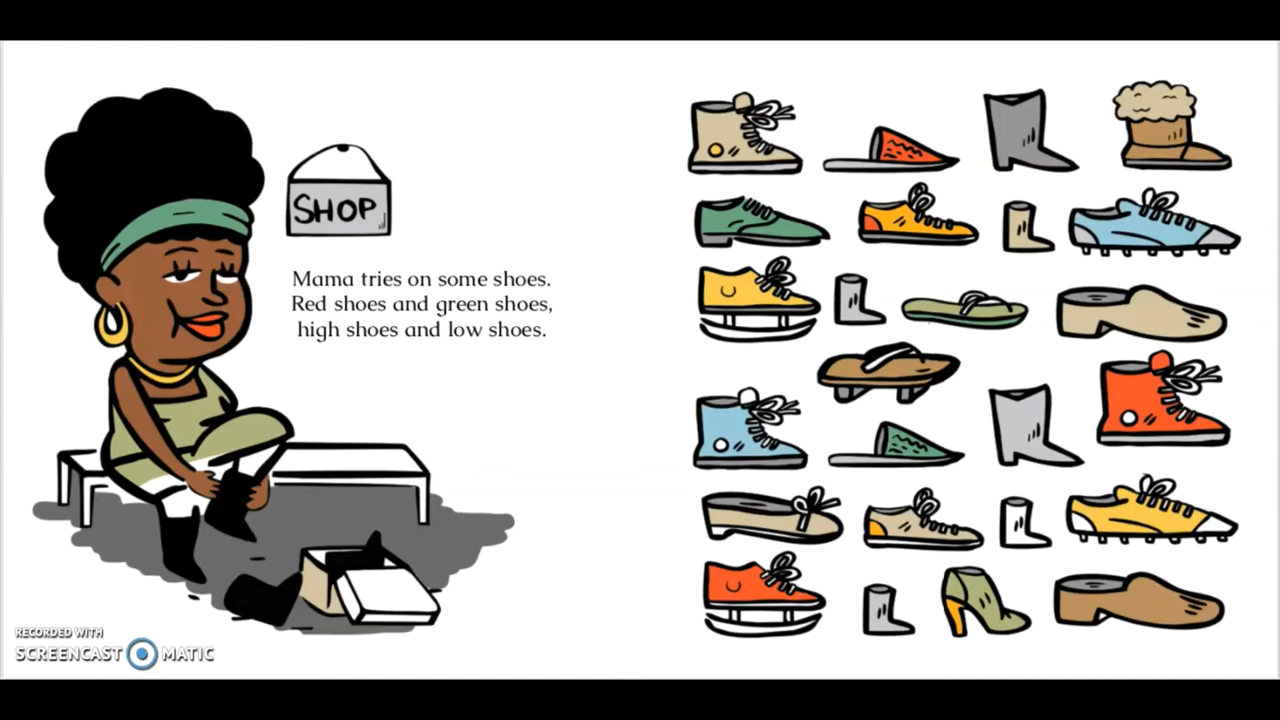 SHOP
Mama tries on some shoes.
Red shoes and green shoes,
high shoes and low shoes.
RECORDED WITH
SCREENCAST MATIC